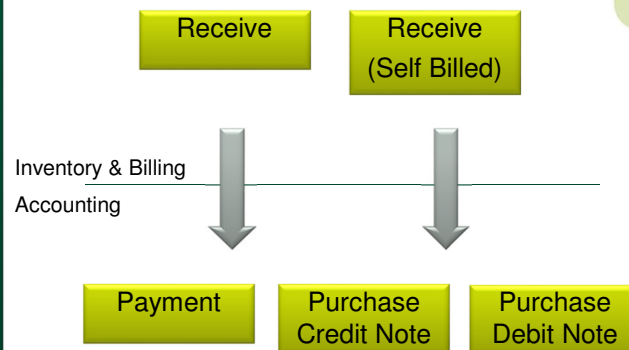 Receive
Receive
(Self Billed)
Inventory & Billing
Accounting
Payment
Purchase
Credit Note
Purchase
Debit Note